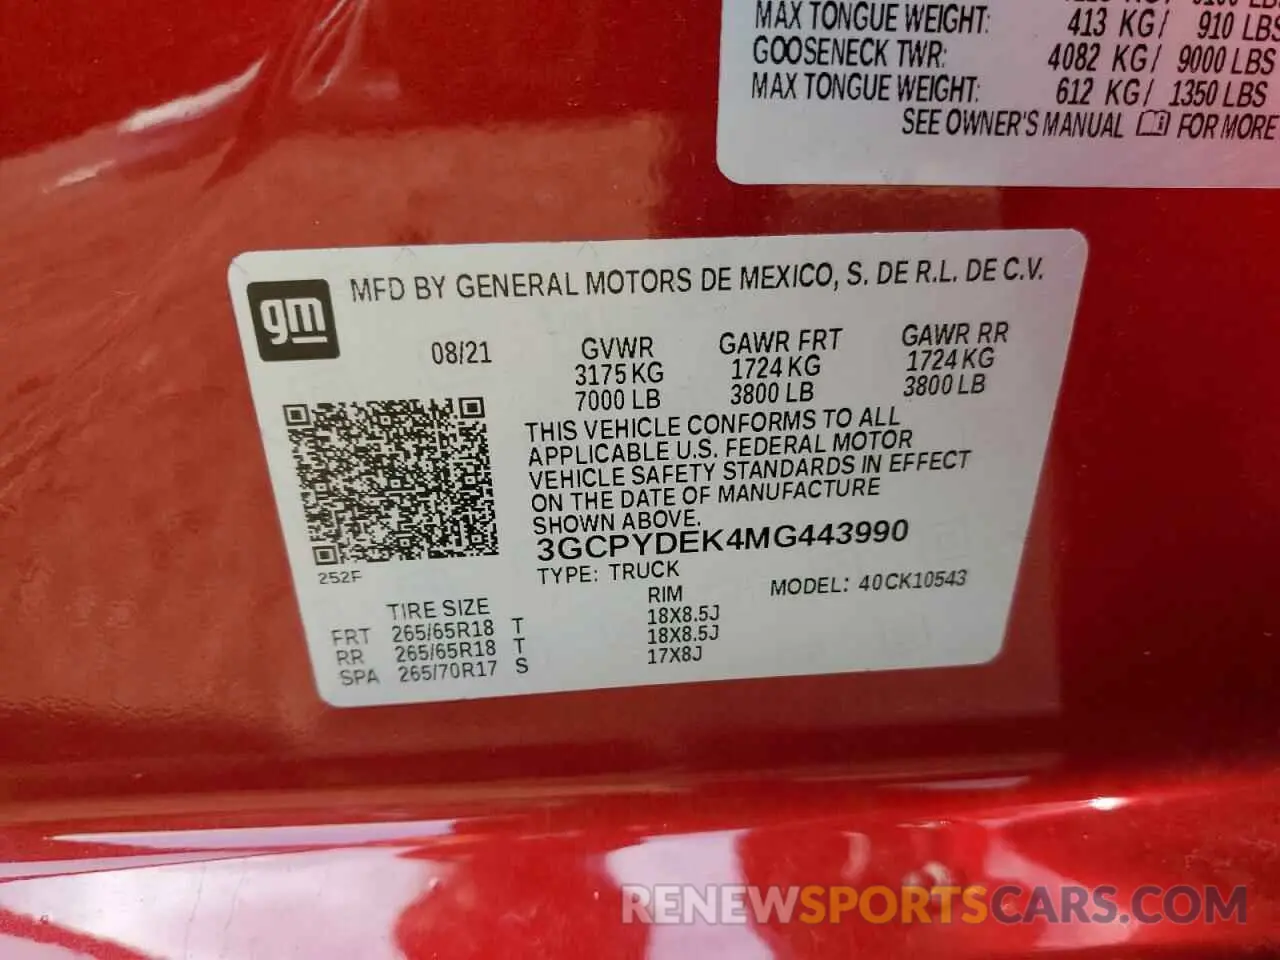 MAX TONGUE WEIGHT: 413 KG/ 910 LBS
GOOSENECK TWR: 4082 KG/ 9000 LBS
MAX TONGUE WEIGHT: 612 KG/ 1350 LBS
SEE OWNER'S MANUAL FOR MORE
gm
MFD BY GENERAL MOTORS DE MEXICO, S. DE R.L. DE C.V.
08/21 GVWR GAWR FRT GAWR RR
3175 KG 1724 KG 1724 KG
7000 LB 3800 LB 3800 LB
THIS VEHICLE CONFORMS TO ALL
APPLICABLE U.S. FEDERAL MOTOR
VEHICLE SAFETY STANDARDS IN EFFECT
ON THE DATE OF MANUFACTURE
SHOWN ABOVE.
3GCPYDEK4MG443990
252F TYPE: TRUCK MODEL: 40CK10543
TIRE SIZE RIM
FRT 265/65R18 T 18X8.5J
RR 265/65R18 T 18X8.5J
SPA 265/70R17 S 17X8J
RENEWSPORTSCARS.COM